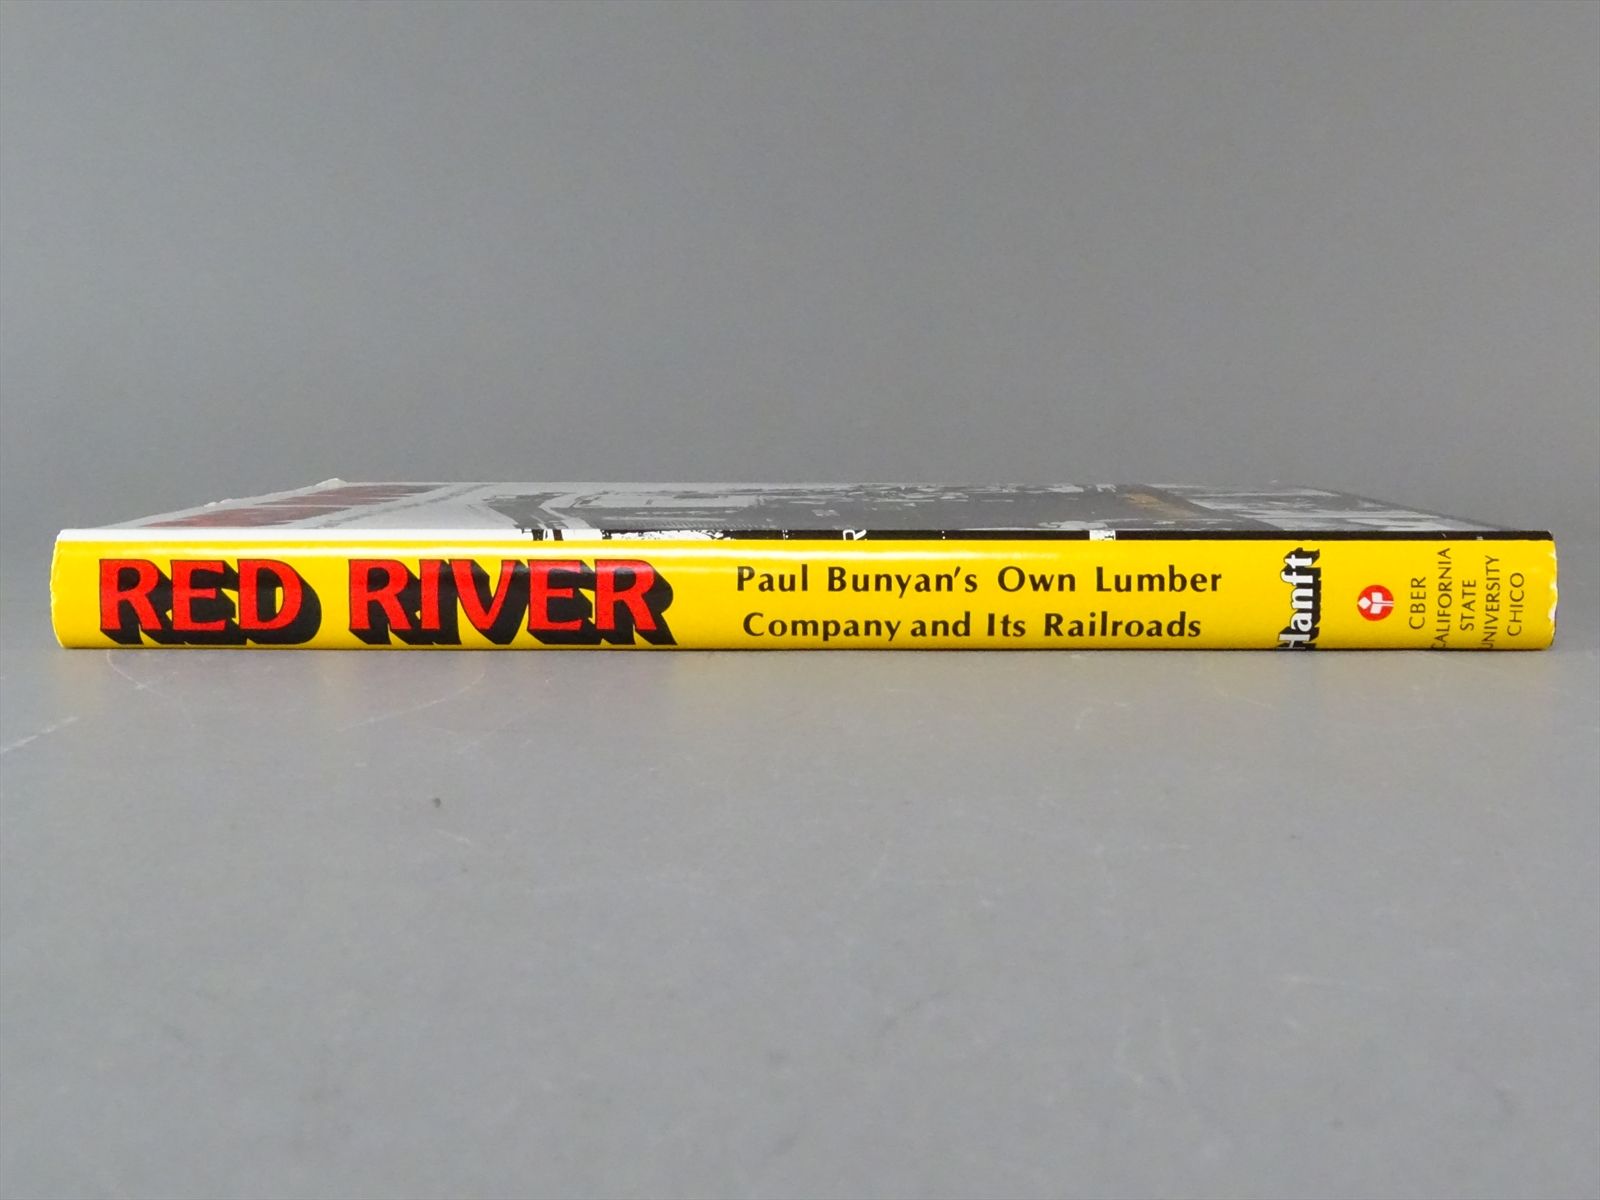 RED RIVER
Paul Bunyan's Own Lumber
Company and Its Railroads
Hanft
CBER
CALIFORNIA
STATE
UNIVERSITY
CHICO